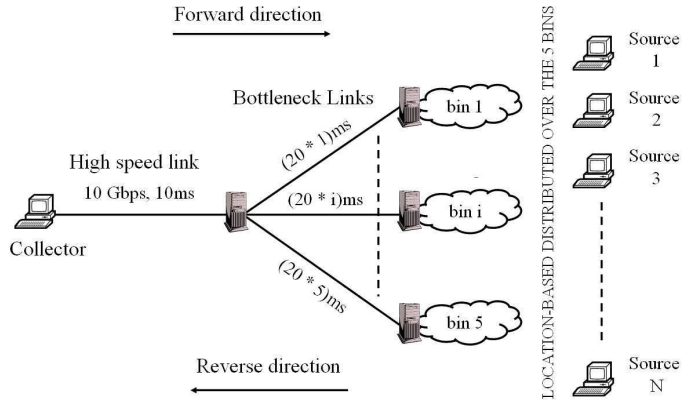 Forward direction
Bottleneck Links
High speed link
10 Gbps, 10ms
Collector
(20 * 1)ms
(20 * i)ms
(20 * 5)ms
bin 1
bin i
bin 5
LOCATION-BASED DISTRIBUTED OVER THE 5 BINS
Source
1
Source
2
Source
3
Source
N
Reverse direction